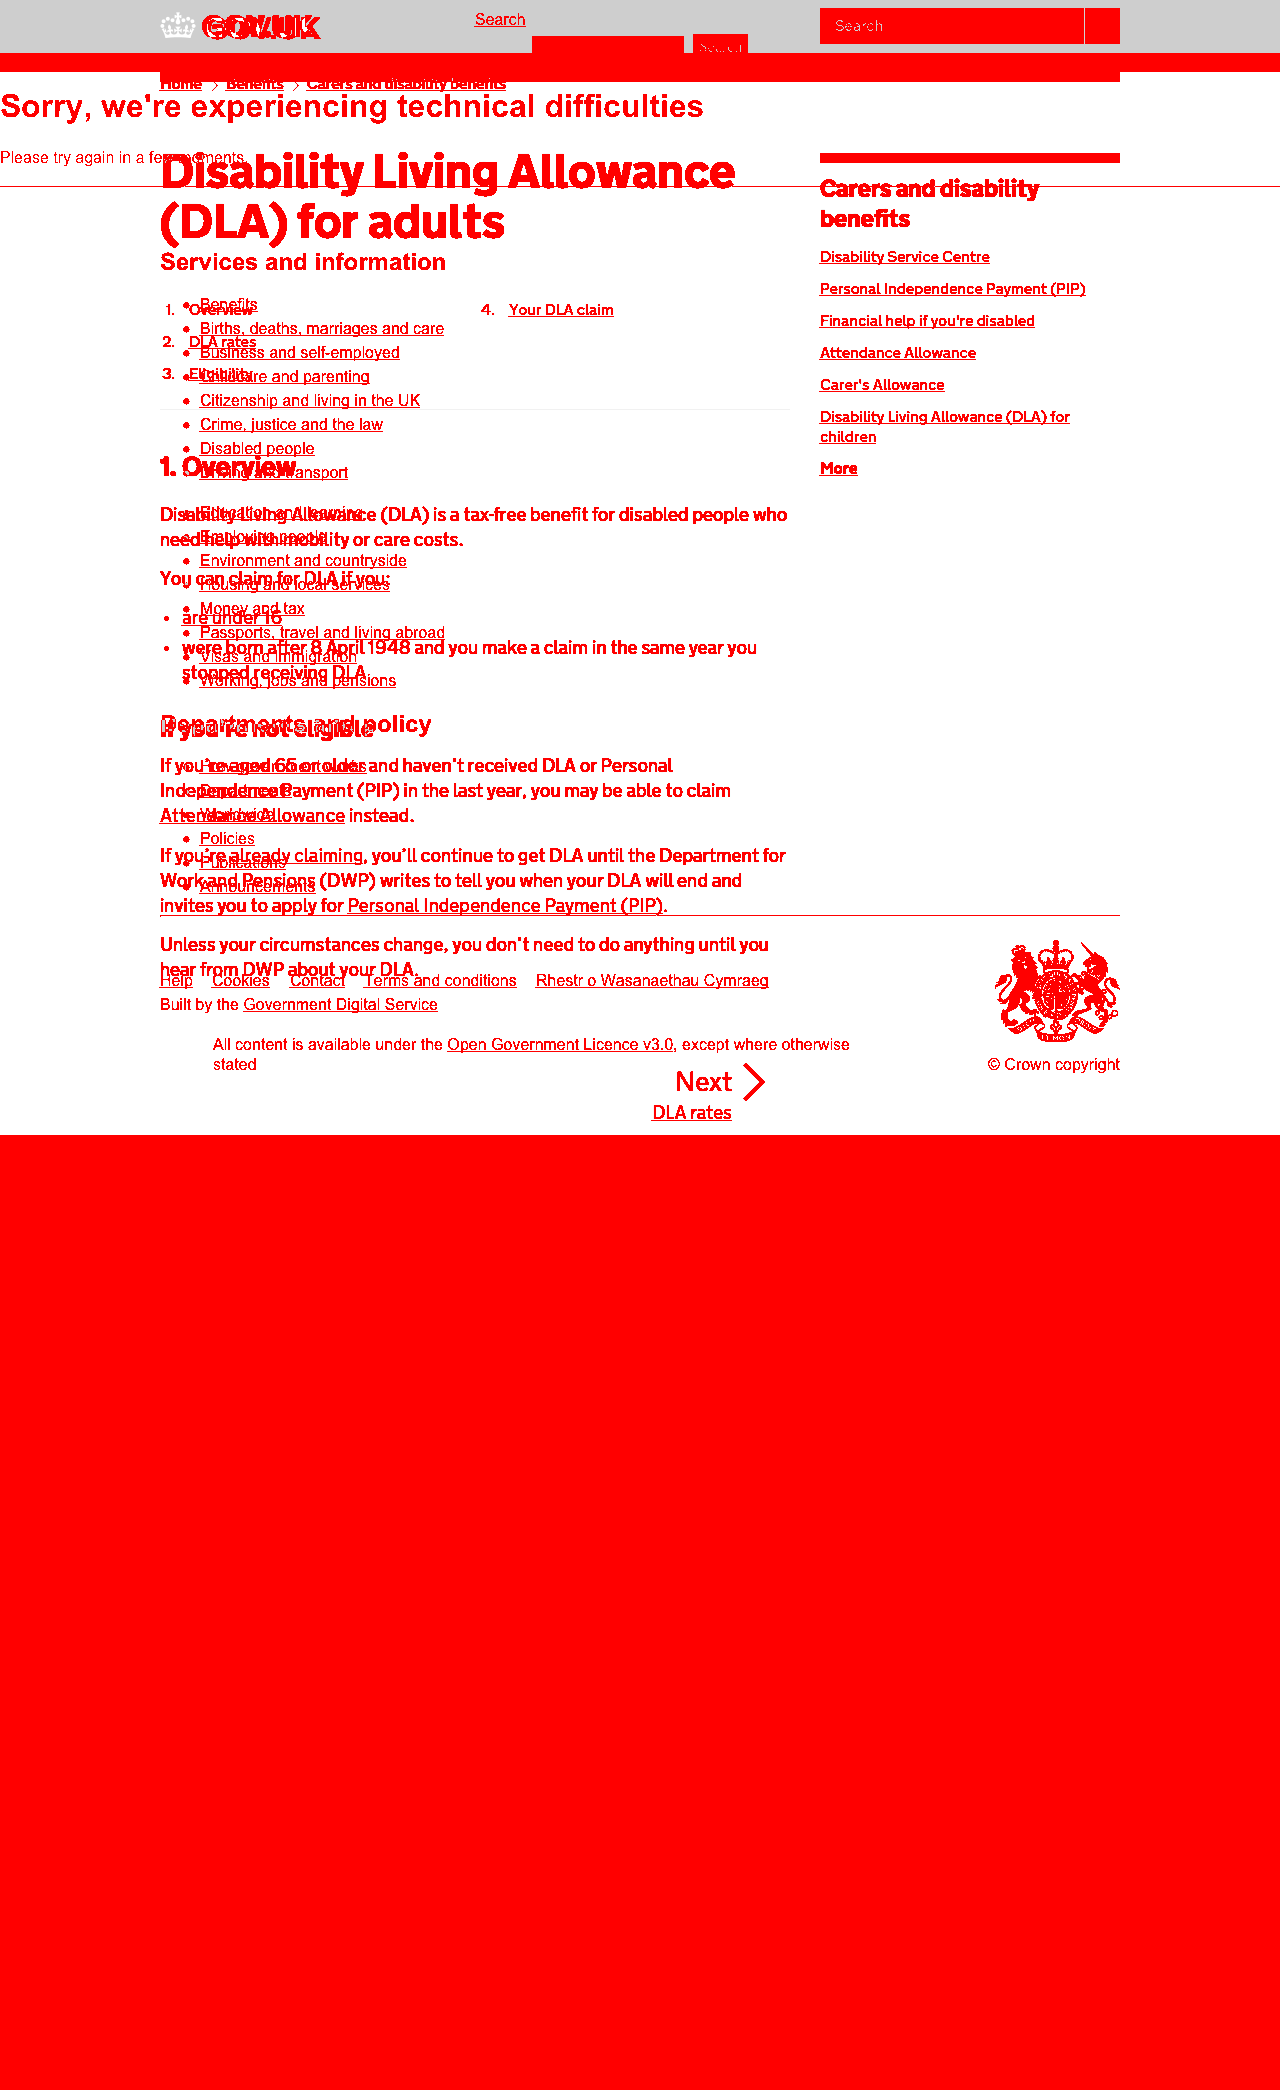 GOV.UK
Search
Search
Search
Home
Benefits
Carers and disability benefits
Sorry, we're experiencing technical difficulties
Please try again in a few moments.
Disability Living Allowance
(DLA) for adults
Services and information
1. Overview
2. DLA rates
3. Eligibility
4. Your DLA claim
Benefits
Births, deaths, marriages and care
Business and self-employed
Childcare and parenting
Citizenship and living in the UK
Crime, justice and the law
Disabled people
Driving and transport
Education and learning
Employing people
Environment and countryside
Housing and local services
Money and tax
Passports, travel and living abroad
Visas and immigration
Working, jobs and pensions
1. Overview
Disability Living Allowance (DLA) is a tax-free benefit for disabled people who
need help with mobility or care costs.
You can claim for DLA if you:
are under 16
were born after 8 April 1948 and you make a claim in the same year you
stopped receiving DLA
Departments and policy
If you're not eligible
How government works
Departments
Worldwide
Policies
Publications
Announcements
If you're aged 65 or older and haven't received DLA or Personal
Independence Payment (PIP) in the last year, you may be able to claim
Attendance Allowance instead.
If you're already claiming, you'll continue to get DLA until the Department for
Work and Pensions (DWP) writes to tell you when your DLA will end and
invites you to apply for Personal Independence Payment (PIP).
Unless your circumstances change, you don't need to do anything until you
hear from DWP about your DLA.
Help Cookies Contact Terms and conditions Rhestr o Wasanaethau Cymraeg
Built by the Government Digital Service
All content is available under the Open Government Licence v3.0, except where otherwise
stated
© Crown copyright
Next
DLA rates
Carers and disability
benefits
Disability Service Centre
Personal Independence Payment (PIP)
Financial help if you're disabled
Attendance Allowance
Carer's Allowance
Disability Living Allowance (DLA) for
children
More